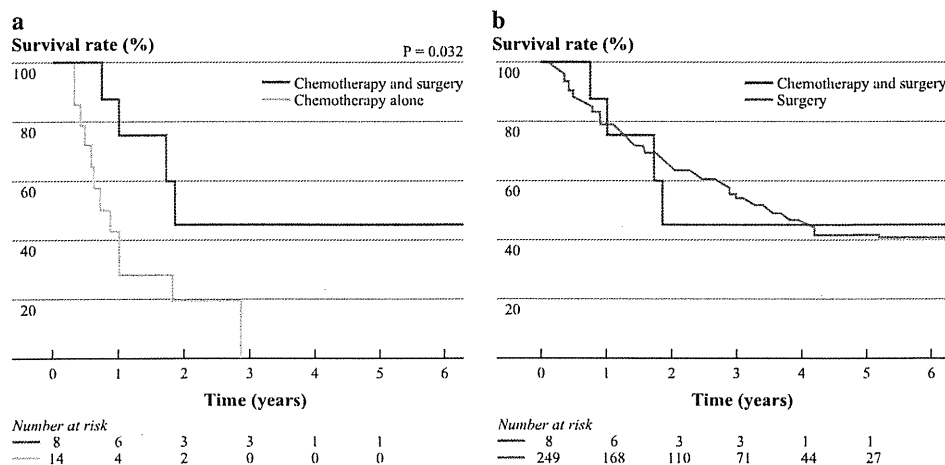 a
Survival rate (%)
P = 0.032
100
80
60
40
20
Chemotherapy and surgery
Chemotherapy alone
0 1 2 3 4 5 6
Time (years)
Number at risk
8 6 3 3 1 1
14 4 2 0 0 0
b
Survival rate (%)
100
80
60
40
20
Chemotherapy and surgery
Surgery
0 1 2 3 4 5 6
Time (years)
Number at risk
8 6 3 3 1 1
249 168 110 71 44 27